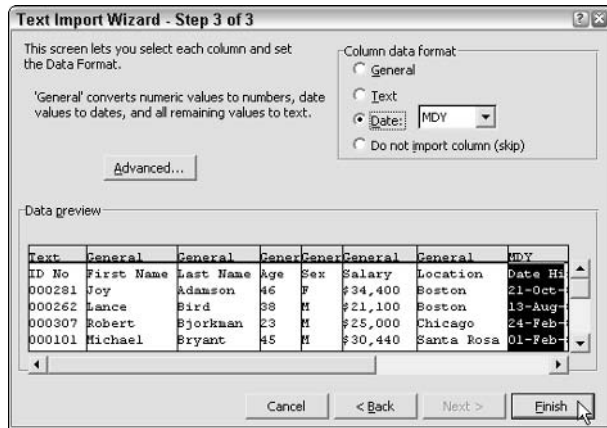 Text Import Wizard - Step 3 of 3
This screen lets you select each column and set
the Data Format.
'General' converts numeric values to numbers, date
values to dates, and all remaining values to text.
Advanced...
Column data format
General
Text
Date: MDY
Do not import column (skip)
Data preview
Text General General Gener Gener General General MDY
ID No First Name Last Name Age Sex Salary Location Date Hi
000281 Joy Adamson 46 F $34,400 Boston 21-Oct-
000262 Lance Bird 38 M $21,100 Boston 13-Aug-
000307 Robert Bjorkman 23 M $25,000 Chicago 24-Feb-
000101 Michael Bryant 45 M $30,440 Santa Rosa 01-Feb-
Cancel < Back Next > Finish